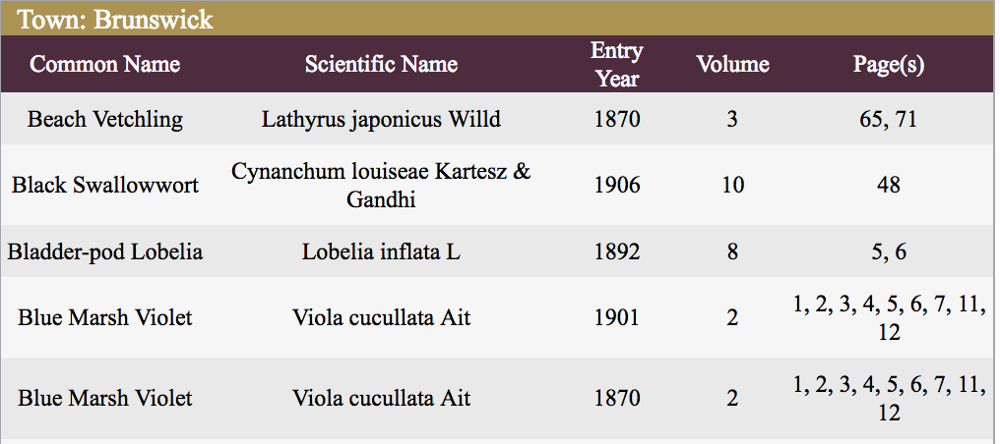 Town: Brunswick
Common Name Scientific Name Entry Year Volume Page(s)
Beach Vetchling Lathyrus japonicus Willd 1870 3 65, 71
Black Swallowwort Cynanchum louiseae Kartesz & Gandhi 1906 10 48
Bladder-pod Lobelia Lobelia inflata L 1892 8 5, 6
Blue Marsh Violet Viola cucullata Ait 1901 2 1, 2, 3, 4, 5, 6, 7, 11, 12
Blue Marsh Violet Viola cucullata Ait 1870 2 1, 2, 3, 4, 5, 6, 7, 11, 12